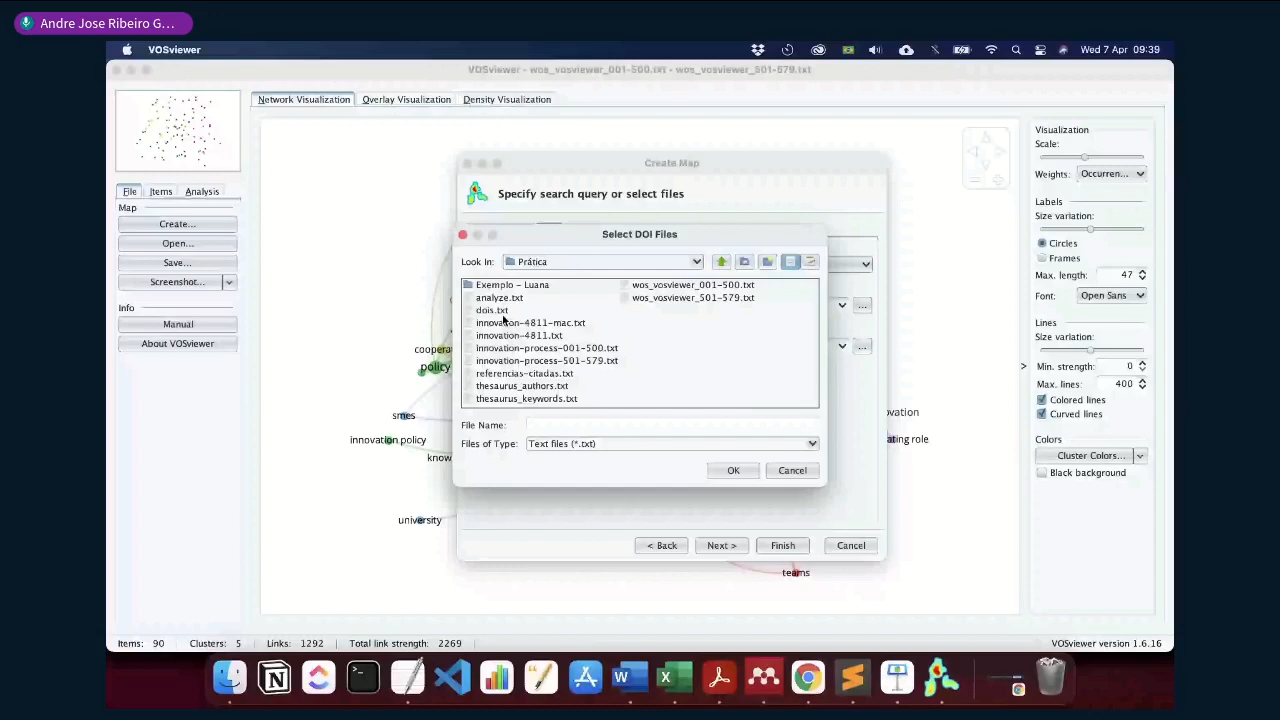 Andre Jose Ribeiro G...
VOSviewer
Wed 7 Apr 09:39
VOSviewer - wos_vosviewer_001-500.txt - wos_vosviewer_501-579.txt
Network Visualization
Overlay Visualization
Density Visualization
File
Items
Analysis
Map
Create...
Open...
Save...
Screenshot...
Info
Manual
About VOSviewer
Create Map
Specify search query or select files
Select DOI Files
Look In:
Prática
Exemplo - Luana
analyze.txt
dois.txt
innovation-4811-mac.txt
innovation-4811.txt
innovation-process-001-500.txt
innovation-process-501-579.txt
referencias-citadas.txt
thesaurus_authors.txt
thesaurus_keywords.txt
wos_vosviewer_001-500.txt
wos_vosviewer_501-579.txt
File Name:
Files of Type:
Text files (*.txt)
OK
Cancel
...
...
< Back
Next >
Finish
Cancel
coopera
policy
smes
innovation policy
know
university
teams
ovation
ating role
>
Visualization
Scale:
Weights:
Occurren...
Labels
Size variation:
Circles
Frames
Max. length:
47
Font:
Open Sans
Lines
Size variation:
Min. strength:
0
Max. lines:
400
Colored lines
Curved lines
Colors
Cluster Colors...
Black background
Items: 90
Clusters: 5
Links: 1292
Total link strength: 2269
VOSviewer version 1.6.16